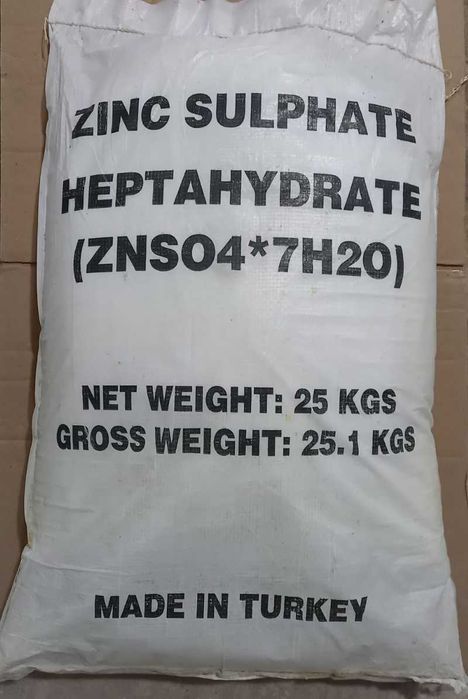 ZINC SULPHATE
HEPTAHYDRATE
(ZNSO4*7H2O)
NET WEIGHT: 25 KGS
GROSS WEIGHT: 25.1 KGS
MADE IN TURKEY